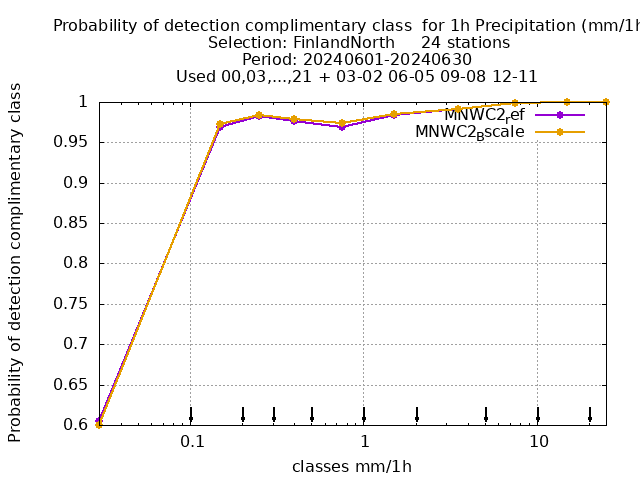 Probability of detection complimentary class  for 1h Precipitation (mm/1h
Selection: FinlandNorth     24 stations
Period: 20240601-20240630
Used 00,03,...,21 + 03-02 06-05 09-08 12-11
Probability of detection complimentary class
1
0.95
0.9
0.85
0.8
0.75
0.7
0.65
0.6
MNWC2_ref
MNWC2_Bscale
0.1
1
10
classes mm/1h